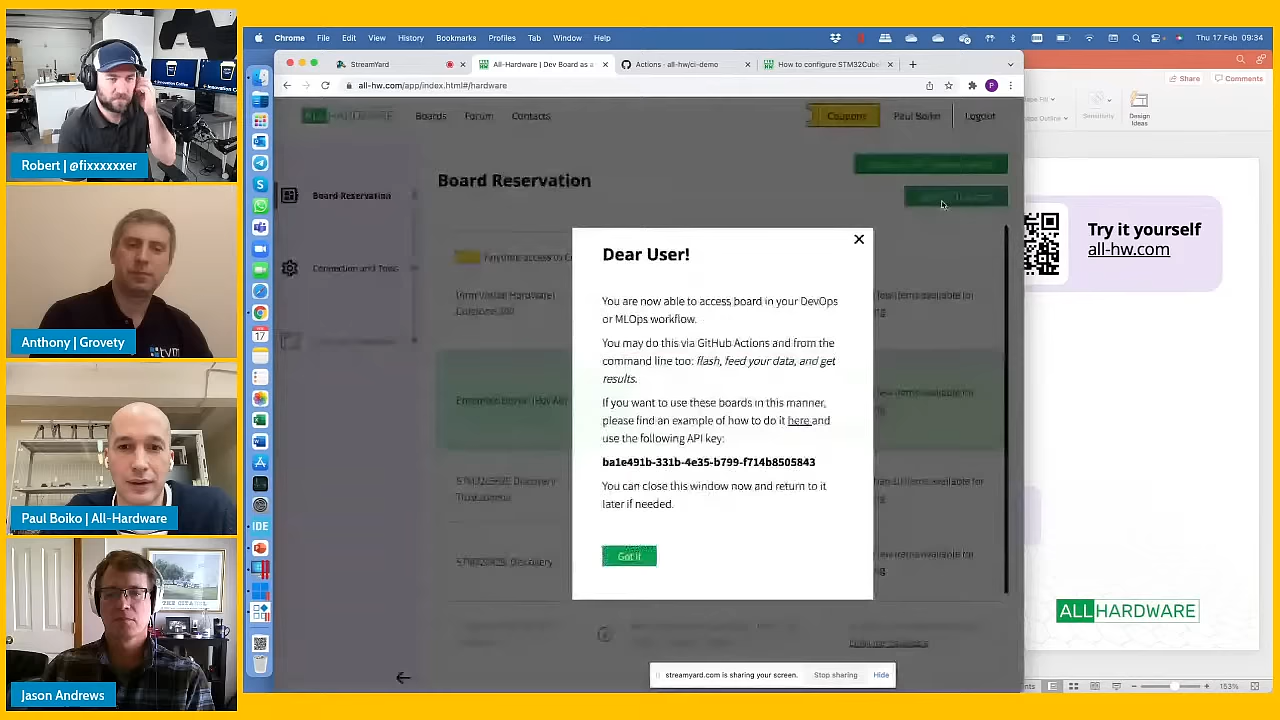 Robert | @fixxxxxxer
Anthony | Grovety
Paul Boiko | All-Hardware
Jason Andrews
Chrome File Edit View History Bookmarks Profiles Tab Window Help
Thu 17 Feb 09:34
StreamYard
All-Hardware | Dev Board as a
Actions · all-hw/ci-demo
How to configure STM32Cub
all-hw.com/app/index.html#/hardware
ALLHARDWARE Boards Forum Contacts Coupons Paul Boiko Logout
Board Reservation
Board Reservation
Connection and Tools
Dear User!
You are now able to access board in your DevOps
or MLOps workflow.
You may do this via GitHub Actions and from the
command line too: flash, feed your data, and get
results.
If you want to use these boards in this manner,
please find an example of how to do it here and
use the following API key:
ba1e491b-331b-4e35-b799-f714b8505843
You can close this window now and return to it
later if needed.
Got it
streamyard.com is sharing your screen. Stop sharing Hide
Share Comments
Design
Ideas
Sensitivity
Try it yourself
all-hw.com
ALLHARDWARE
153%
IDE